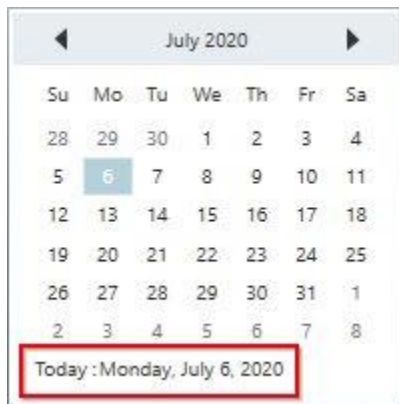 July 2020
Su Mo Tu We Th Fr Sa
28 29 30 1 2 3 4
5 6 7 8 9 10 11
12 13 14 15 16 17 18
19 20 21 22 23 24 25
26 27 28 29 30 31 1
2 3 4 5 6 7 8
Today :Monday, July 6, 2020